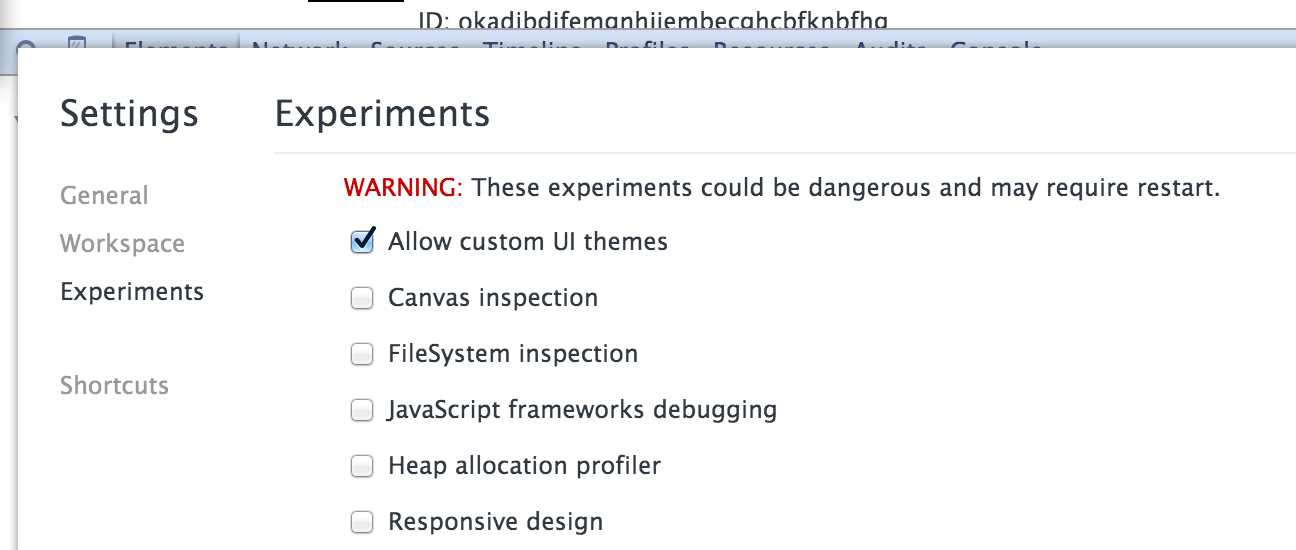 ID: okadibdifemgnhijembecghcbfknbfhg
Elements Network Sources Timeline Profiles Resources Audits Console
Settings
Experiments
General
Workspace
Experiments
Shortcuts
WARNING: These experiments could be dangerous and may require restart.
Allow custom UI themes
Canvas inspection
FileSystem inspection
JavaScript frameworks debugging
Heap allocation profiler
Responsive design